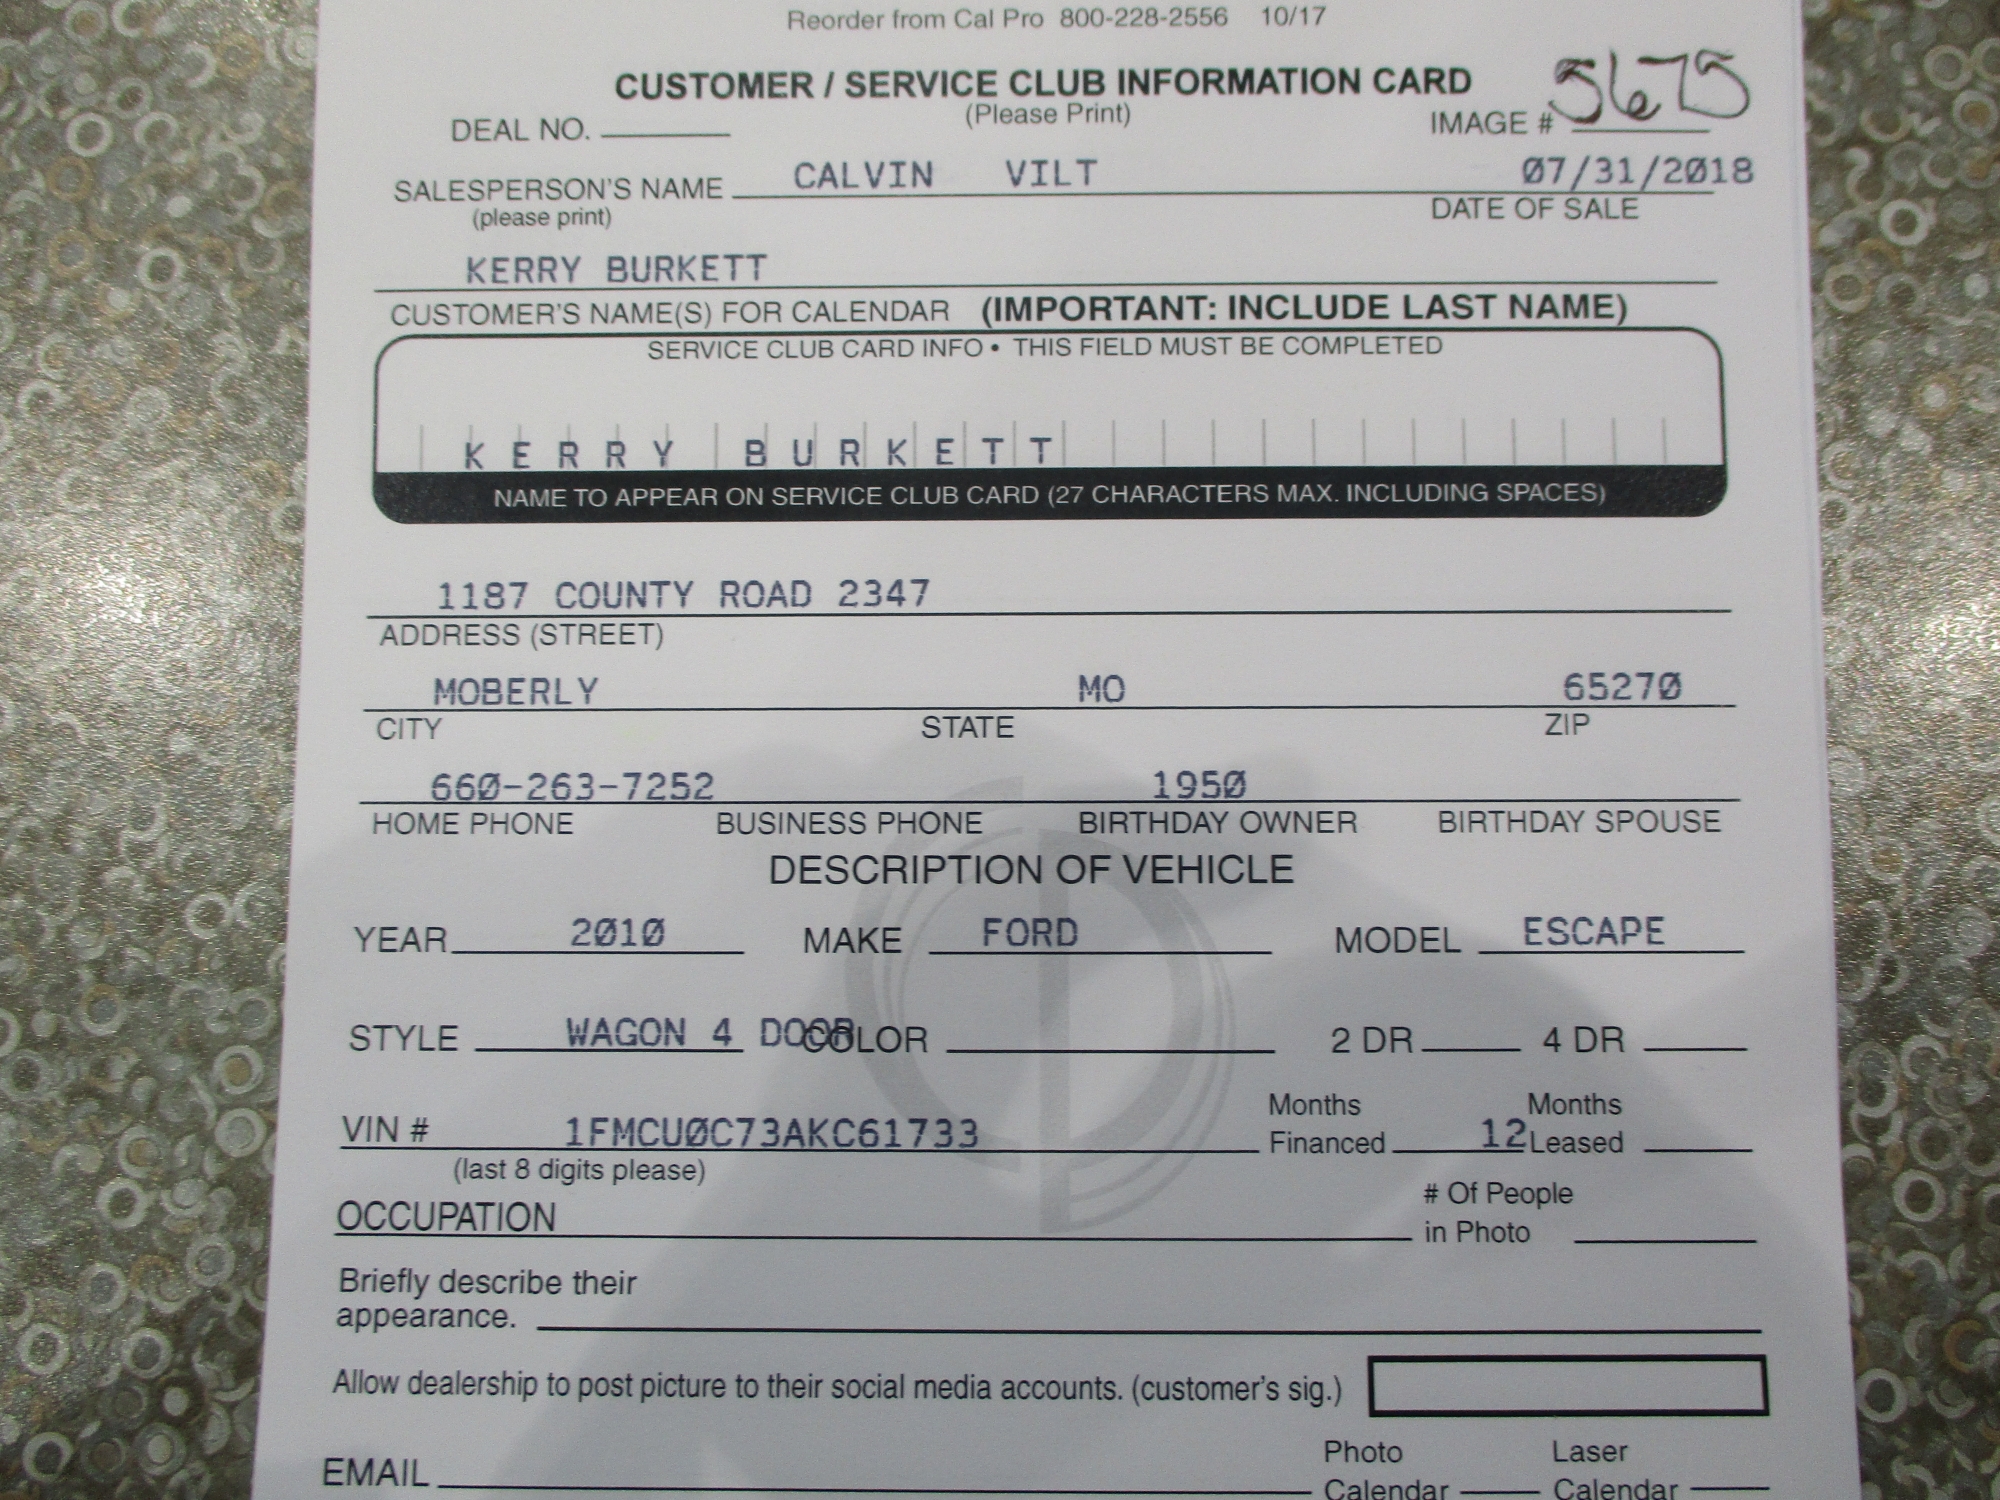 Reorder from Cal Pro 800-228-2556 10/17
CUSTOMER / SERVICE CLUB INFORMATION CARD
(Please Print)
DEAL NO. IMAGE # 5675
SALESPERSON'S NAME CALVIN VILT 07/31/2018
(please print) DATE OF SALE
KERRY BURKETT
CUSTOMER'S NAME(S) FOR CALENDAR (IMPORTANT: INCLUDE LAST NAME)
SERVICE CLUB CARD INFO • THIS FIELD MUST BE COMPLETED
KERRY BURKETT
NAME TO APPEAR ON SERVICE CLUB CARD (27 CHARACTERS MAX. INCLUDING SPACES)
1187 COUNTY ROAD 2347
ADDRESS (STREET)
MOBERLY MO 65270
CITY STATE ZIP
660-263-7252 1950
HOME PHONE BUSINESS PHONE BIRTHDAY OWNER BIRTHDAY SPOUSE
DESCRIPTION OF VEHICLE
YEAR 2010 MAKE FORD MODEL ESCAPE
STYLE WAGON 4 DOOR COLOR 2 DR 4 DR
VIN # 1FMCU0C73AKC61733 Months Financed 12 Months Leased
(last 8 digits please)
OCCUPATION # Of People in Photo
Briefly describe their
appearance.
Allow dealership to post picture to their social media accounts. (customer's sig.)
EMAIL Photo Calendar Laser Calendar